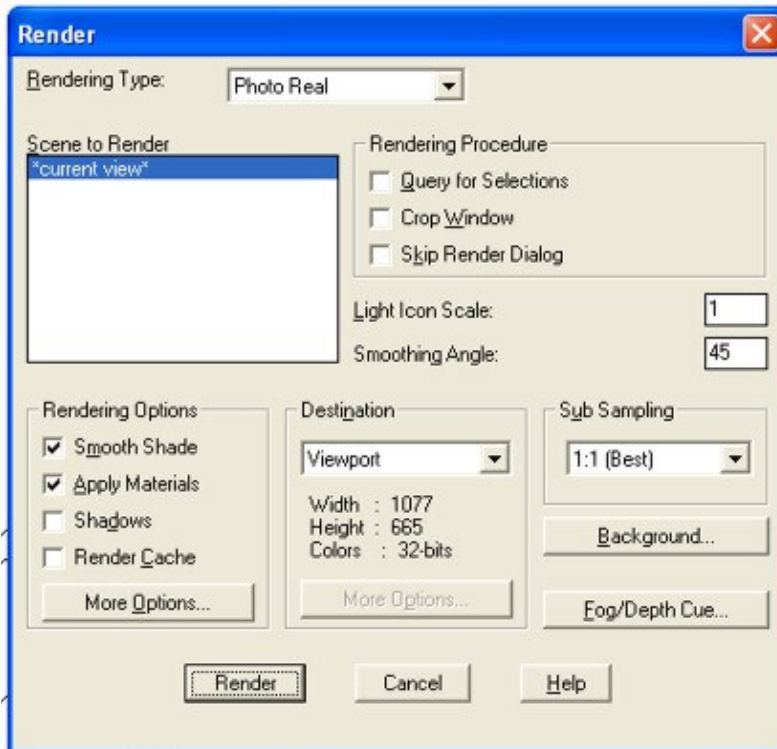 Render
Rendering Type:
Photo Real
Scene to Render
*current view*
Rendering Procedure
Query for Selections
Crop Window
Skip Render Dialog
Light Icon Scale:
1
Smoothing Angle:
45
Rendering Options
Smooth Shade
Apply Materials
Shadows
Render Cache
More Options...
Destination
Viewport
Width : 1077
Height : 665
Colors : 32-bits
More Options...
Sub Sampling
1:1 (Best)
Background...
Fog/Depth Cue...
Render
Cancel
Help